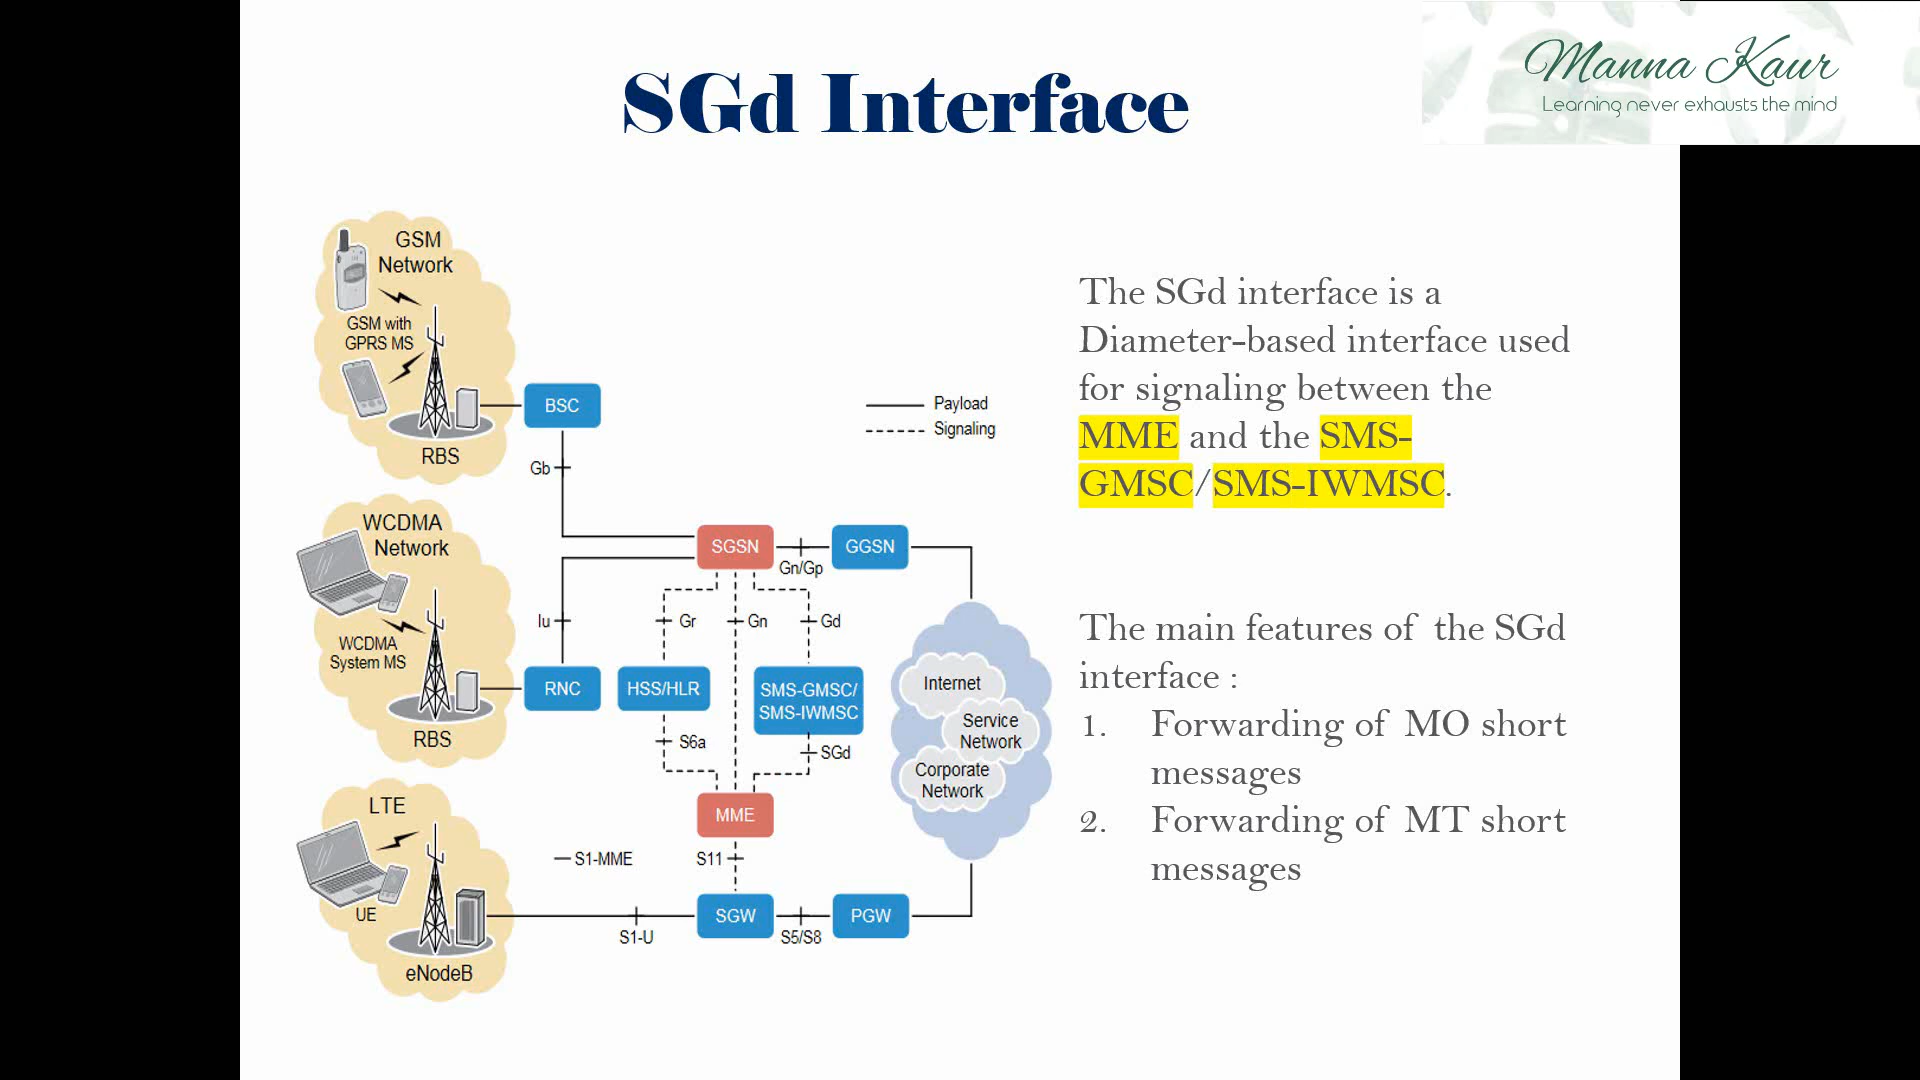 SGd Interface
Manna Kaur
Learning never exhausts the mind
GSM
Network
GSM with
GPRS MS
RBS
BSC
Gb
Payload
Signaling
WCDMA
Network
WCDMA
System MS
RBS
Iu
RNC
SGSN
Gn/Gp
GGSN
Gr
Gn
Gd
HSS/HLR
SMS-GMSC/
SMS-IWMSC
S6a
SGd
MME
Internet
Service
Network
Corporate
Network
LTE
UE
eNodeB
S1-MME
S11
S1-U
SGW
S5/S8
PGW
The SGd interface is a
Diameter-based interface used
for signaling between the
MME and the SMS-
GMSC/SMS-IWMSC.
The main features of the SGd
interface :
1. Forwarding of MO short
messages
2. Forwarding of MT short
messages